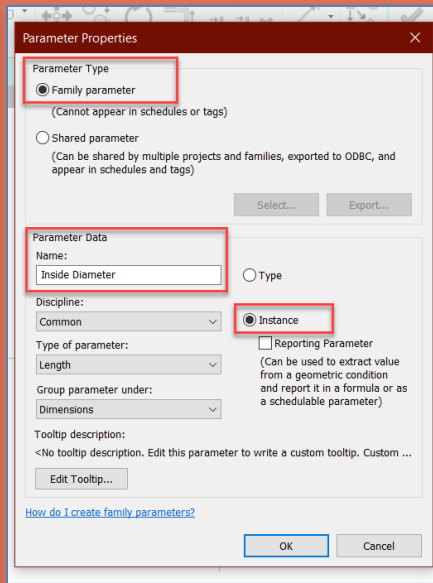 Parameter Properties
Parameter Type
Family parameter
(Cannot appear in schedules or tags)
Shared parameter
(Can be shared by multiple projects and families, exported to ODBC, and
appear in schedules and tags)
Select...
Export...
Parameter Data
Name:
Inside Diameter
Type
Discipline:
Common
Instance
Type of parameter:
Reporting Parameter
Length
(Can be used to extract value
from a geometric condition
and report it in a formula or as
a schedulable parameter)
Group parameter under:
Dimensions
Tooltip description:
<No tooltip description. Edit this parameter to write a custom tooltip. Custom ...
Edit Tooltip...
How do I create family parameters?
OK
Cancel